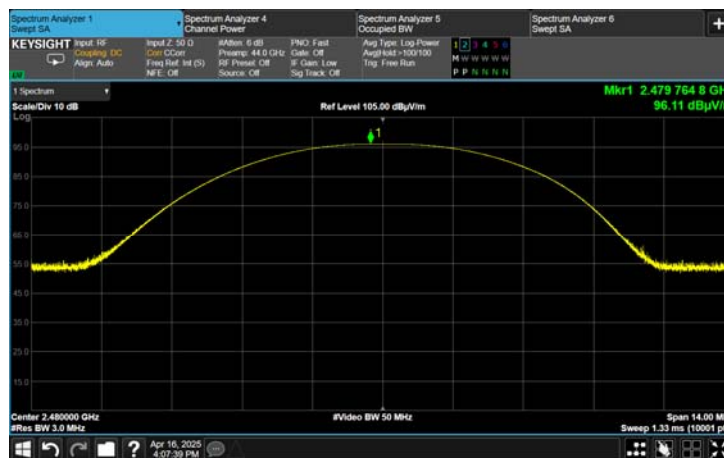 Spectrum Analyzer 1
Swept SA
Spectrum Analyzer 4
Channel Power
Spectrum Analyzer 5
Occupied BW
Spectrum Analyzer 6
Swept SA
KEYSIGHT
Input: RF
Coupling: DC
Align: Auto
Input Z: 50 Ω
Corr CCorr
Freq Ref: Int (S)
NFE: Off
#Atten: 6 dB
Preamp: 44.0 GHz
RF Preset: Off
Source: Off
PNO: Fast
Gate: Off
IF Gain: Low
Sig Track: Off
Avg Type: Log-Power
Avg|Hold:>100/100
Trig: Free Run
1 2 3 4 5 6
M W W W W W
P P N N N N
1 Spectrum
Scale/Div 10 dB
Ref Level 105.00 dBµV/m
Mkr1 2.479 764 8 GH
96.11 dBµV/
Log
1
95.0
85.0
75.0
65.0
55.0
45.0
35.0
25.0
15.0
Center 2.480000 GHz
#Video BW 50 MHz
Span 14.00 M
#Res BW 3.0 MHz
Sweep 1.33 ms (10001 pt
Apr 16, 2025
4:07:39 PM